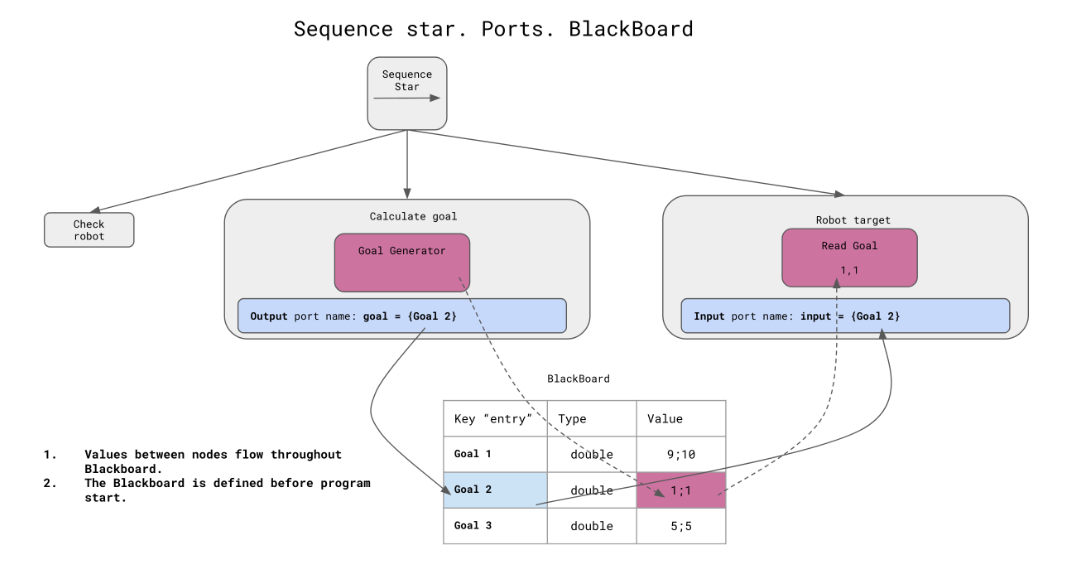 Sequence star. Ports. BlackBoard
Sequence
Star
Check
robot
Calculate goal
Goal Generator
Output port name: goal = {Goal 2}
Robot target
Read Goal
1,1
Input port name: input = {Goal 2}
BlackBoard
Key “entry” Type Value
Goal 1 double 9;10
Goal 2 double 1;1
Goal 3 double 5;5
1. Values between nodes flow throughout
Blackboard.
2. The Blackboard is defined before program
start.